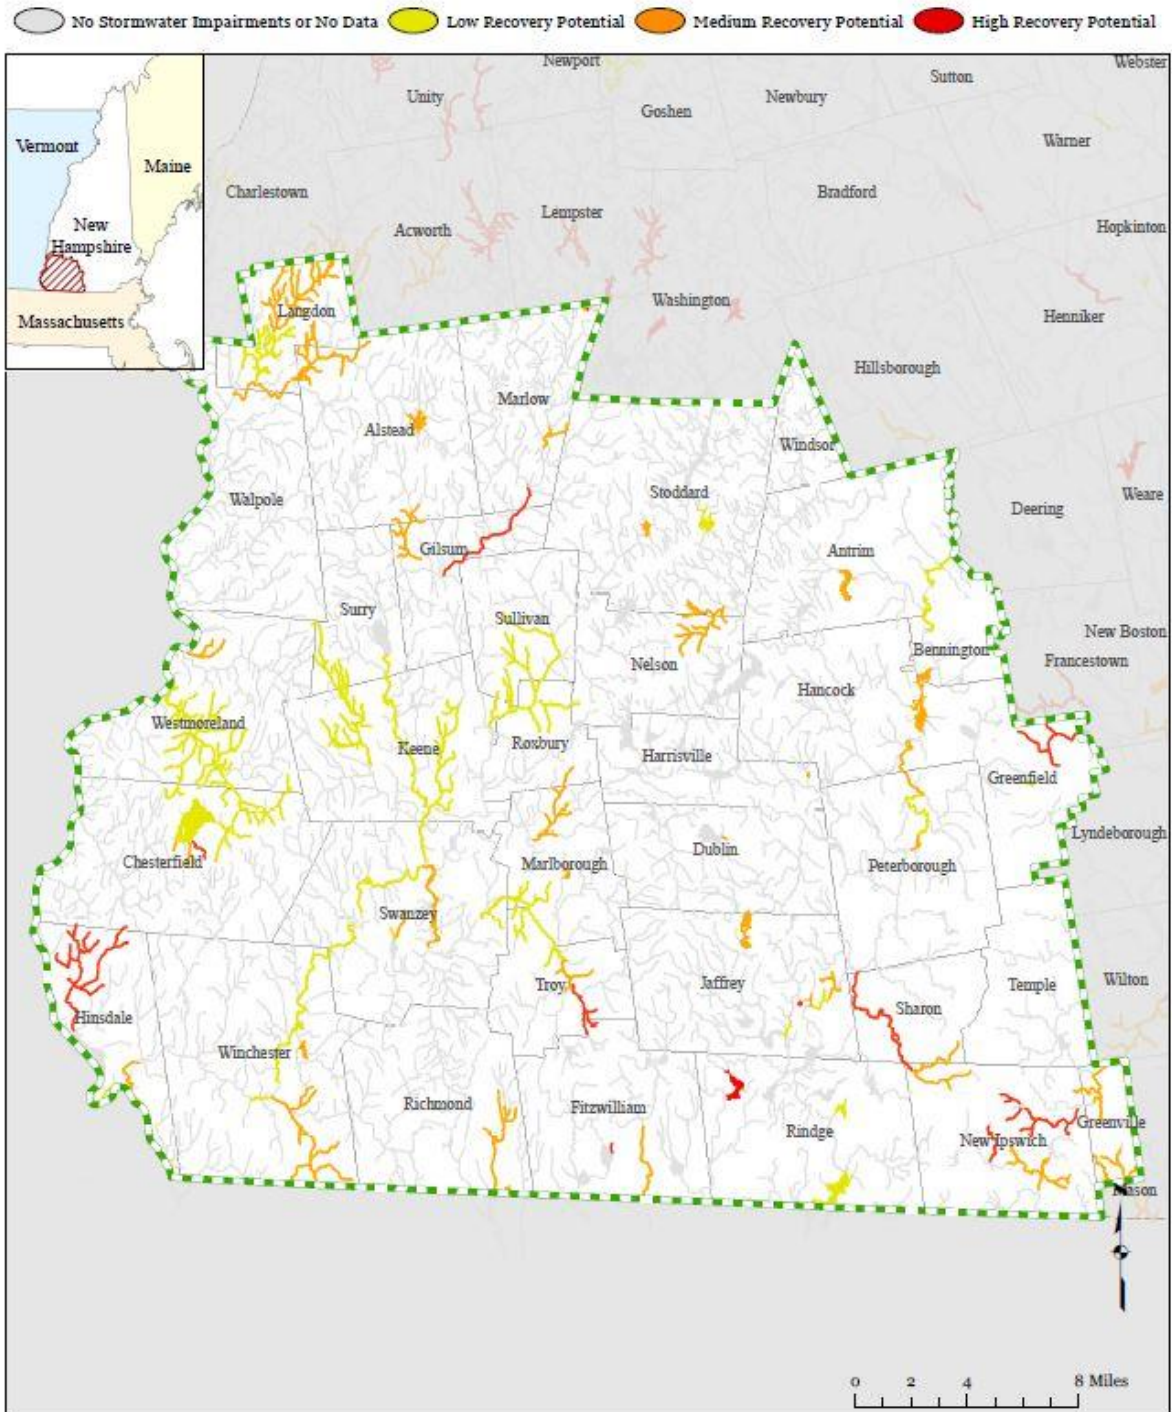 No Stormwater Impairments or No Data Low Recovery Potential Medium Recovery Potential High Recovery Potential
Newport
Webster
Sutton
Unity
Newbury
Goshen
Warner
Vermont
Maine
Charlestown
Bradford
Lempster
Acworth
Hopkinton
New
Hampshire
Washington
Langdon
Massachusetts
Henniker
Hillsborough
Marlow
Alstead
Windsor
Walpole
Stoddard
Weare
Deering
Gilsum
Antrim
Surry
Sullivan
New Boston
Bennington
Francestown
Nelson
Hancock
Westmoreland
Keene
Roxbury
Harrisville
Greenfield
Lyndeborough
Dublin
Chesterfield
Marlborough
Peterborough
Swanzey
Troy
Jaffrey
Temple
Wilton
Sharon
Hinsdale
Winchester
Richmond
Fitzwilliam
Greenville
Rindge
New Ipswich
Mason
0 2 4 8 Miles